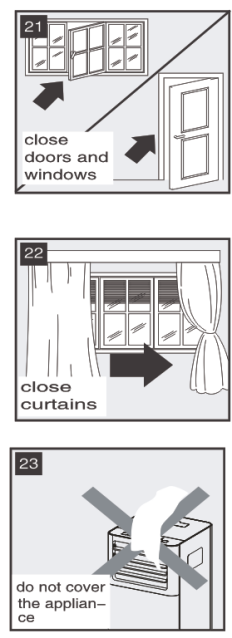 21
close
doors and
windows
22
close
curtains
23
do not cover
the applian–
ce